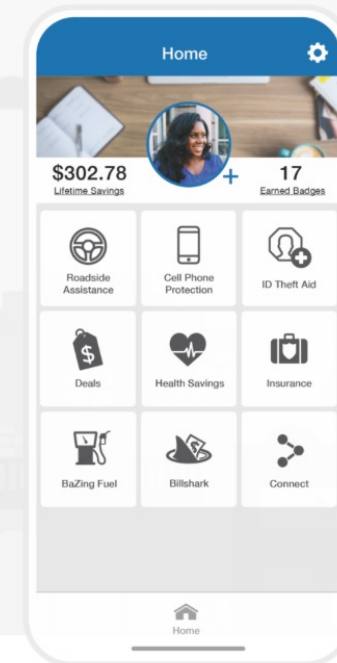 Home
$302.78
Lifetime Savings
17
Earned Badges
Roadside
Assistance
Cell Phone
Protection
ID Theft Aid
Deals
Health Savings
Insurance
BaZing Fuel
Billshark
Connect
Home